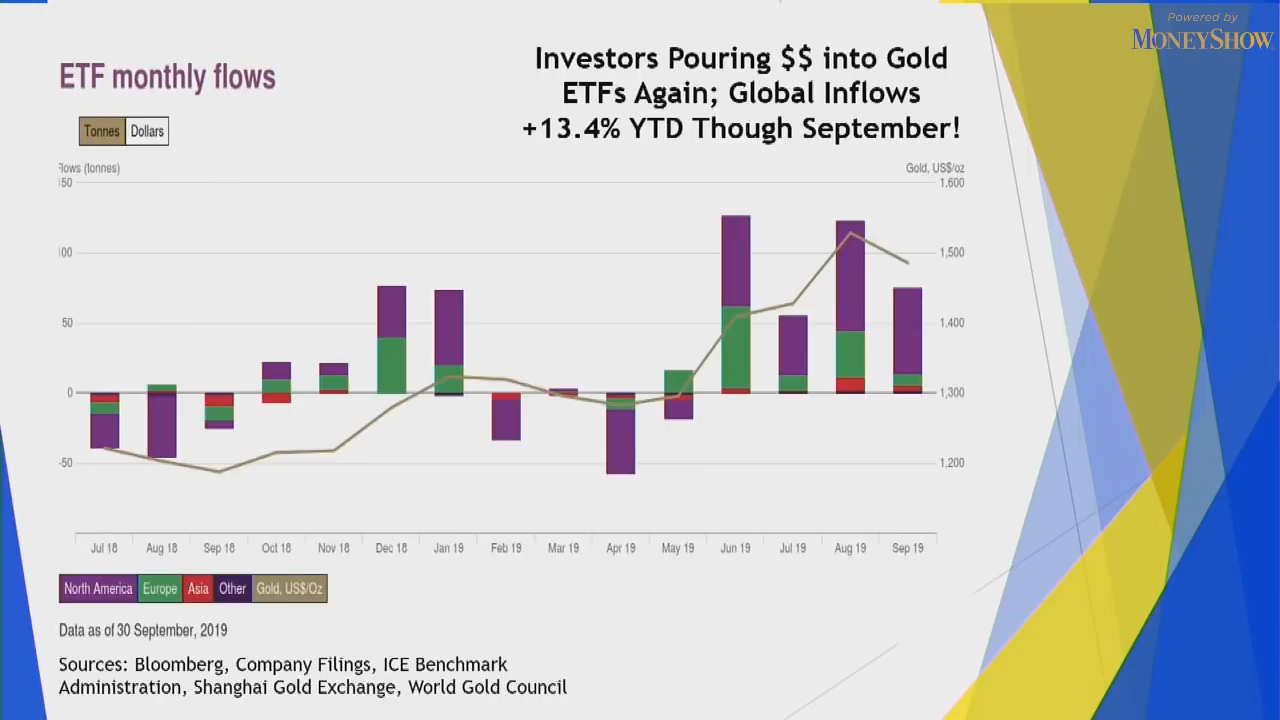 Powered by
MONEYSHOW
Investors Pouring $$ into Gold
ETFs Again; Global Inflows
+13.4% YTD Though September!
ETF monthly flows
Tonnes Dollars
Flows (tonnes) Gold, US$/oz
150 1,600
100 1,500
50 1,400
0 1,300
-50 1,200
Jul 18 Aug 18 Sep 18 Oct 18 Nov 18 Dec 18 Jan 19 Feb 19 Mar 19 Apr 19 May 19 Jun 19 Jul 19 Aug 19 Sep 19
North America Europe Asia Other Gold, US$/Oz
Data as of 30 September, 2019
Sources: Bloomberg, Company Filings, ICE Benchmark
Administration, Shanghai Gold Exchange, World Gold Council